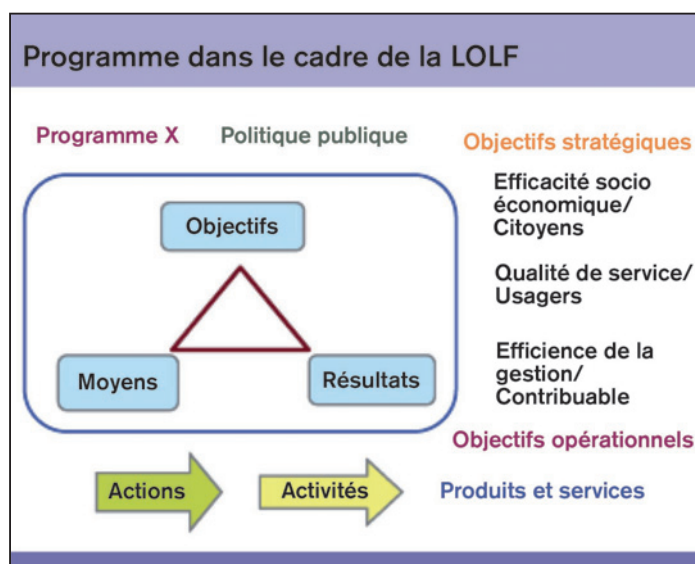 Programme dans le cadre de la LOLF
Programme X
Politique publique
Objectifs stratégiques
Objectifs
Moyens
Résultats
Efficacité socio
économique/
Citoyens
Qualité de service/
Usagers
Efficience de la
gestion/
Contribuable
Objectifs opérationnels
Actions
Activités
Produits et services